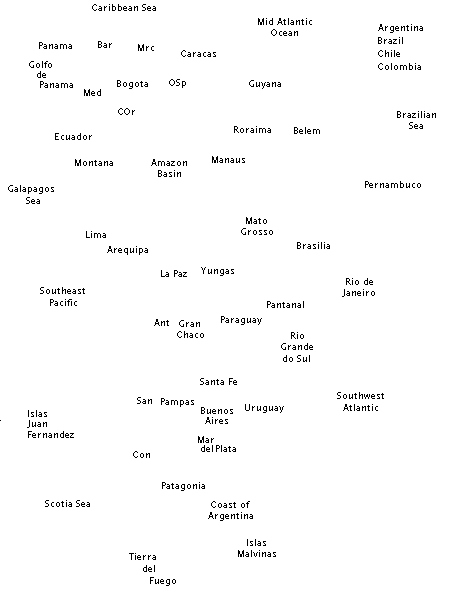 Caribbean Sea
Mid Atlantic
Ocean
Argentina
Brazil
Chile
Colombia
Panama
Bar
Mrc
Caracas
Golfo
de
Panama
Med
Bogota
OSp
Guyana
COr
Brazilian
Sea
Ecuador
Roraima
Belem
Montana
Amazon
Basin
Manaus
Galapagos
Sea
Pernambuco
Mato
Grosso
Lima
Arequipa
Brasilia
La Paz
Yungas
Southeast
Pacific
Rio de
Janeiro
Pantanal
Ant
Gran
Chaco
Paraguay
Rio
Grande
do Sul
Santa Fe
San
Pampas
Buenos
Aires
Uruguay
Southwest
Atlantic
Islas
Juan
Fernandez
Mar
del Plata
Con
Patagonia
Scotia Sea
Coast of
Argentina
Islas
Malvinas
Tierra
del
Fuego